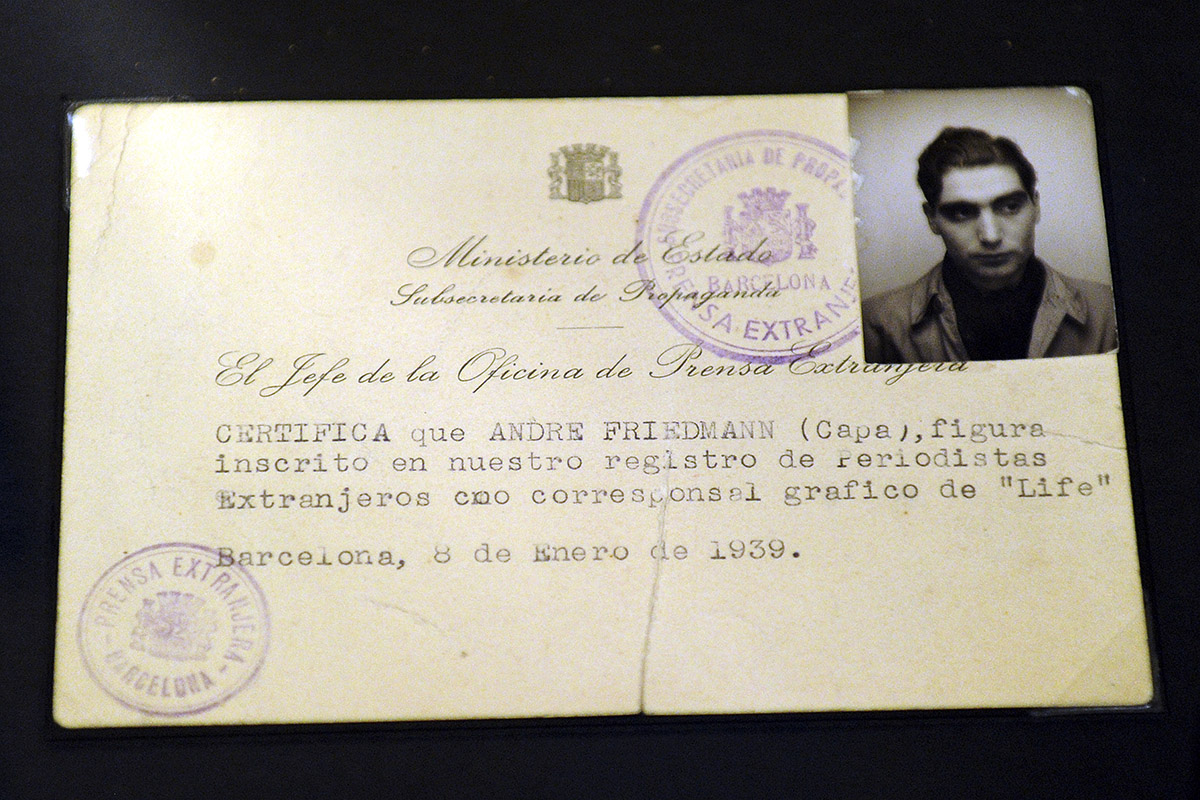 Ministerio de Estado
Subsecretaria de Propaganda
El Jefe de la Oficina de Prensa Extranjera
CERTIFICA que ANDRE FRIEDMANN (Capa),figura
inscrito en nuestro registro de Periodistas
Extranjeros cmo corresponsal grafico de "Life"
Barcelona, 8 de Enero de 1939.
SUBSECRETARIA DE PROPA
BARCELONA
PRENSA EXTRANJE
PRENSA EXTRANJERA
BARCELONA